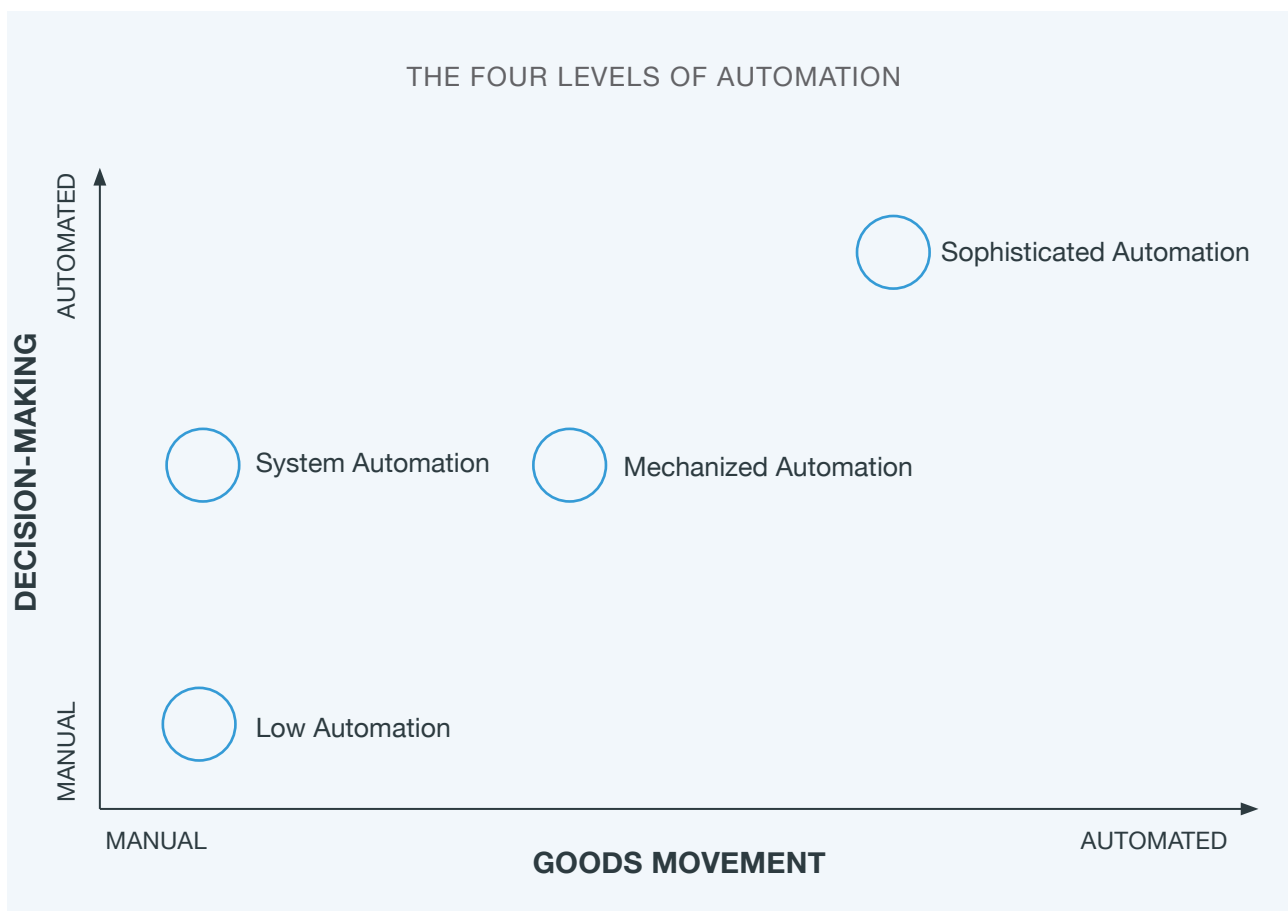 THE FOUR LEVELS OF AUTOMATION
AUTOMATED
Sophisticated Automation
DECISION-MAKING
System Automation
Mechanized Automation
MANUAL
Low Automation
MANUAL
AUTOMATED
GOODS MOVEMENT